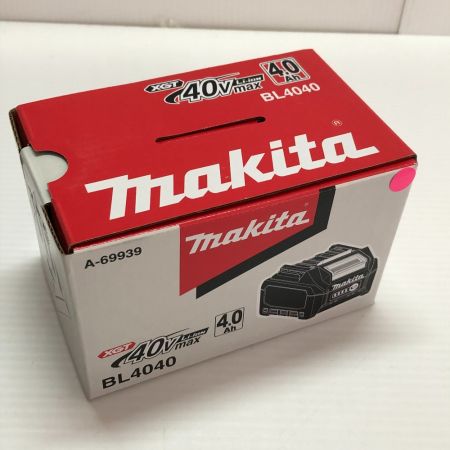 XGT 40Vmax Li-ion 4.0 Ah
BL4040
makita®
makita
A-69939
XGT 40Vmax Li-ion 4.0 Ah
BL4040